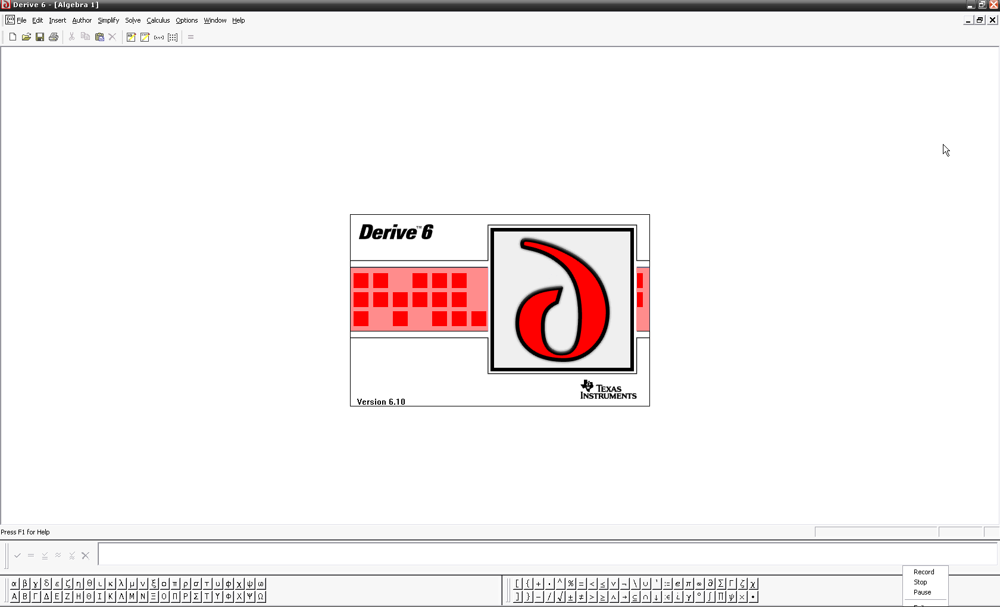 Derive 6 - [Algebra 1]
File Edit Insert Author Simplify Solve Calculus Options Window Help
Derive™ 6
TEXAS INSTRUMENTS
Version 6.10
Press F1 for Help
Record
Stop
Pause
α β γ δ ε ζ η θ ι κ λ μ ν ξ ο π ρ σ τ υ φ χ ψ ω
Α Β Γ Δ Ε Ζ Η Θ Ι Κ Λ Μ Ν Ξ Ο Π Ρ Σ Τ Υ Φ Χ Ψ Ω
[ { + · ^ % = < ≤ ∨ ¬ \ ∪ ' := e π ∞ ∂ Σ Γ ζ χ
] } − / √ ± ≠ > ≥ ∧ → ⊆ ∩ ↓ :∈ î γ ° ∫ Π ψ × •